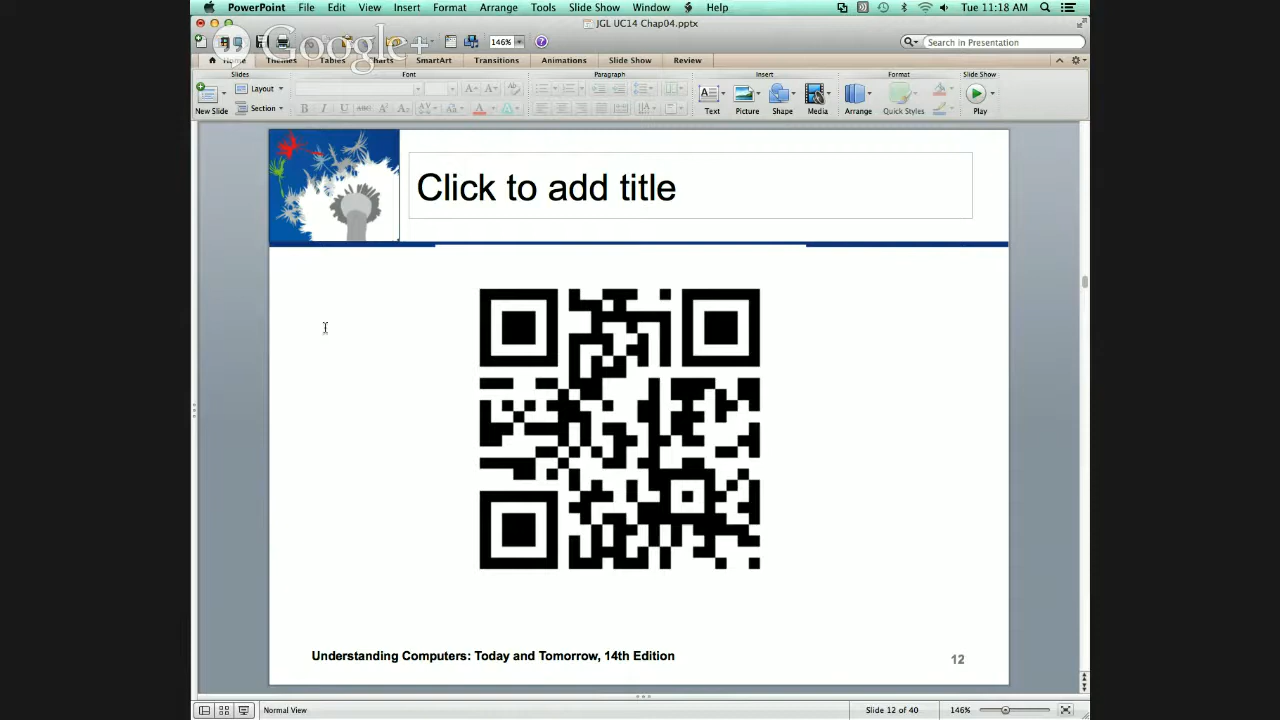 PowerPoint File Edit View Insert Format Arrange Tools Slide Show Window Help Tue 11:18 AM
JGL UC14 Chap04.pptx
Google+
146% Search in Presentation
Home Themes Tables Charts SmartArt Transitions Animations Slide Show Review
Slides Font Paragraph Insert Format Slide Show
Layout
Section
New Slide Text Picture Shape Media Arrange Quick Styles Play
Click to add title
Understanding Computers: Today and Tomorrow, 14th Edition 12
Normal View Slide 12 of 40 146%